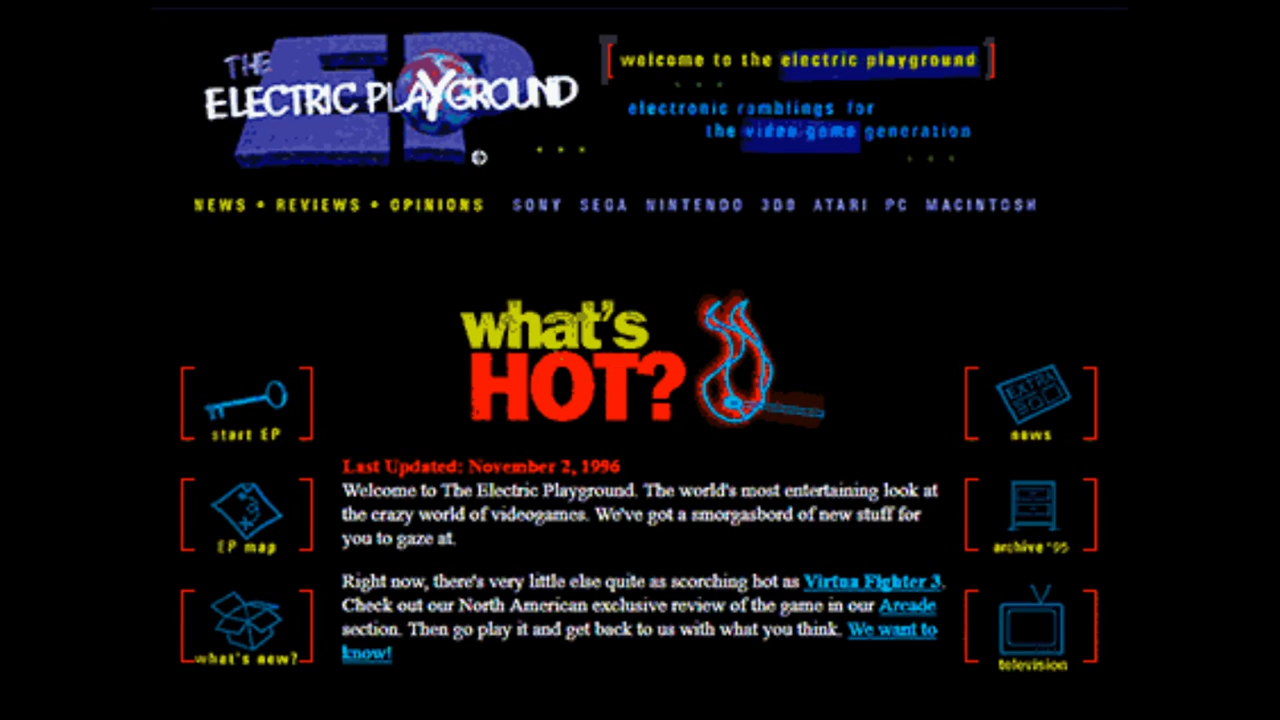 THE
ELECTRIC PLAYGROUND
EP
welcome to the electric playground
electronic ramblings for
the video game generation
NEWS • REVIEWS • OPINIONS SONY SEGA NINTENDO 3DO ATARI PC MACINTOSH
what's
HOT?
start EP
EXTRA
news
Last Updated: November 2, 1996
Welcome to The Electric Playground. The world's most entertaining look at
the crazy world of videogames. We've got a smorgasbord of new stuff for
you to gaze at.
EP map
archive '95
Right now, there's very little else quite as scorching hot as Virtua Fighter 3.
Check out our North American exclusive review of the game in our Arcade
section. Then go play it and get back to us with what you think. We want to
know!
what's new?
television